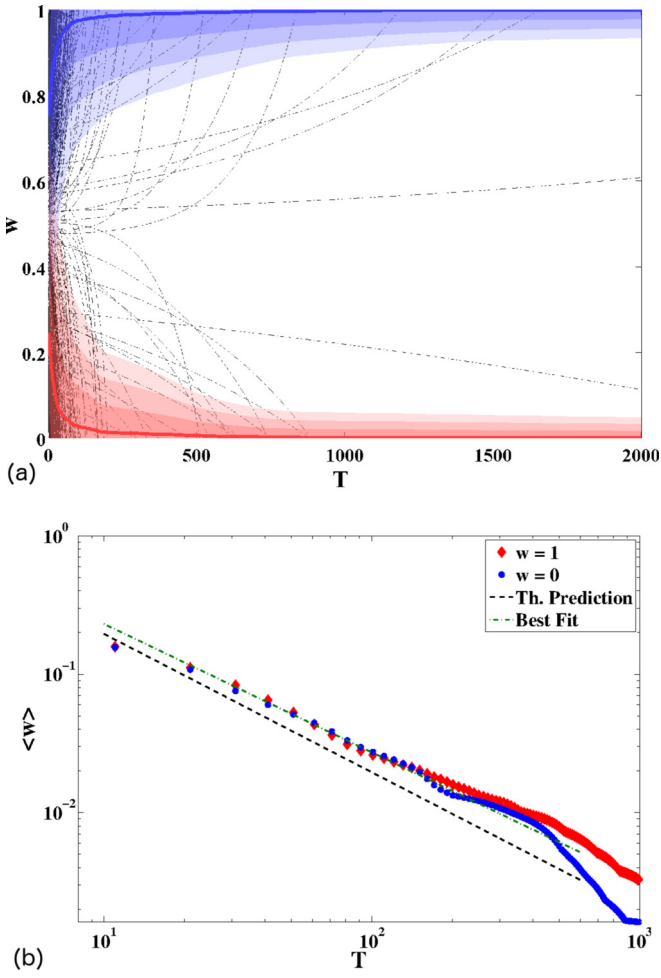 1
0.8
0.6
w
0.4
0.2
0
0 500 1000 1500 2000
T
(a)
10^0
w = 1
w = 0
Th. Prediction
Best Fit
10^-1
<w>
10^-2
10^1 10^2 10^3
T
(b)